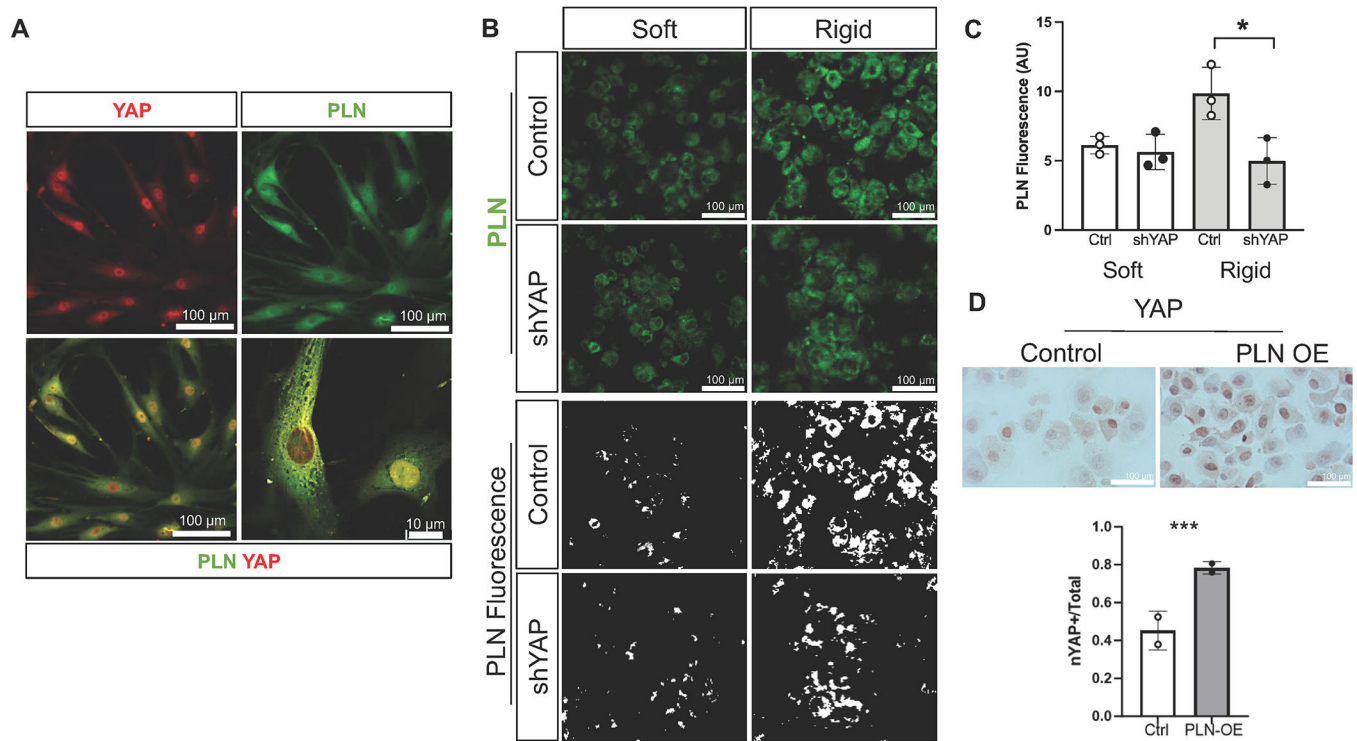 A
YAP
PLN
100 µm
100 µm
100 µm
10 µm
PLN YAP
B
Soft
Rigid
PLN
Control
100 µm
100 µm
shYAP
100 µm
100 µm
PLN Fluorescence
Control
shYAP
C
PLN Fluorescence (AU)
15
10
5
0
*
Ctrl
shYAP
Ctrl
shYAP
Soft
Rigid
D
YAP
Control
PLN OE
100 µm
100 µm
nYAP+/Total
1.0
0.8
0.6
0.4
0.2
0.0
***
Ctrl
PLN-OE